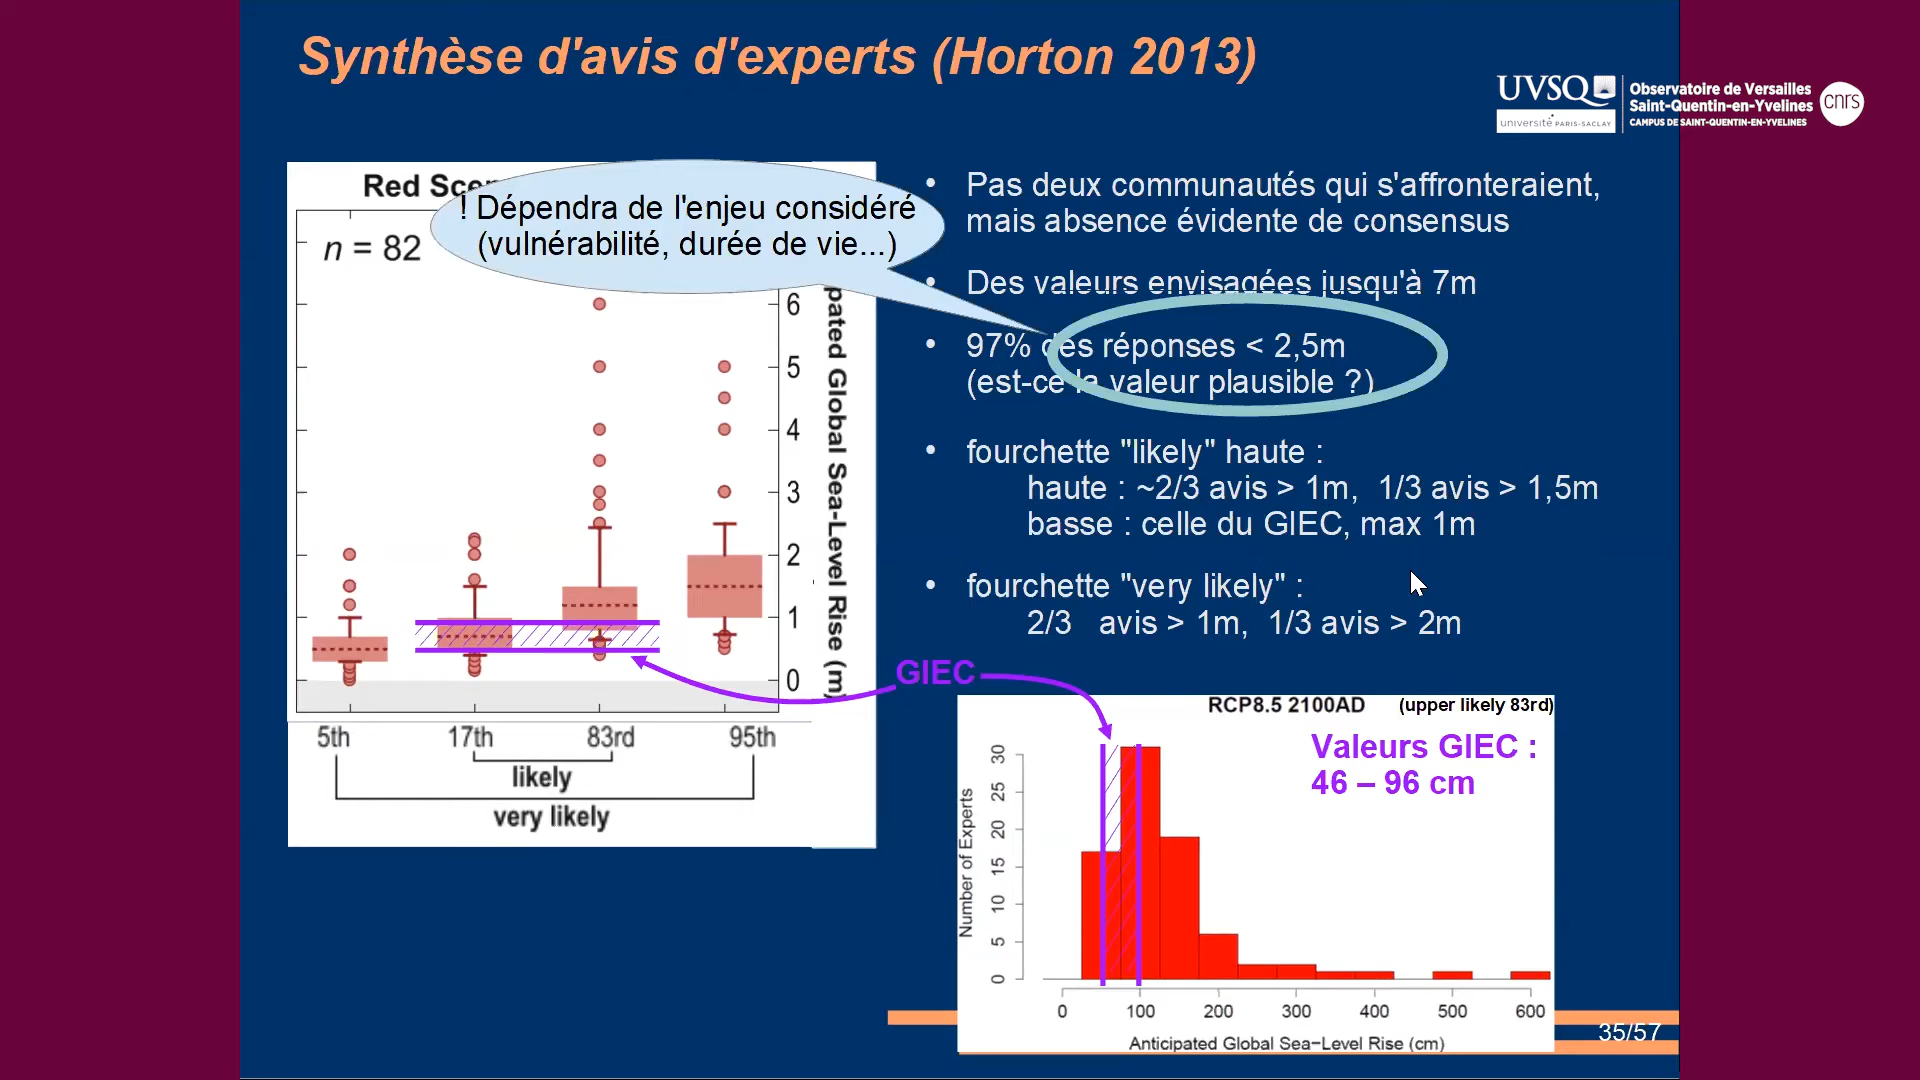 Synthèse d'avis d'experts (Horton 2013)
UVSQ
université PARIS-SACLAY
Observatoire de Versailles
Saint-Quentin-en-Yvelines
CAMPUS DE SAINT-QUENTIN-EN-YVELINES
cnrs
Red Sce
! Dépendra de l'enjeu considéré
(vulnérabilité, durée de vie...)
n = 82
6
5
4
3
2
1
0
pated Global Sea-Level Rise (m)
5th 17th 83rd 95th
likely
very likely
• Pas deux communautés qui s'affronteraient,
mais absence évidente de consensus
• Des valeurs envisagées jusqu'à 7m
• 97% des réponses < 2,5m
(est-ce la valeur plausible ?)
• fourchette "likely" haute :
haute : ~2/3 avis > 1m, 1/3 avis > 1,5m
basse : celle du GIEC, max 1m
• fourchette "very likely" :
2/3 avis > 1m, 1/3 avis > 2m
GIEC
RCP8.5 2100AD (upper likely 83rd)
Valeurs GIEC :
46 – 96 cm
Number of Experts
30
25
20
15
10
5
0
0 100 200 300 400 500 600
Anticipated Global Sea−Level Rise (cm)
35/57